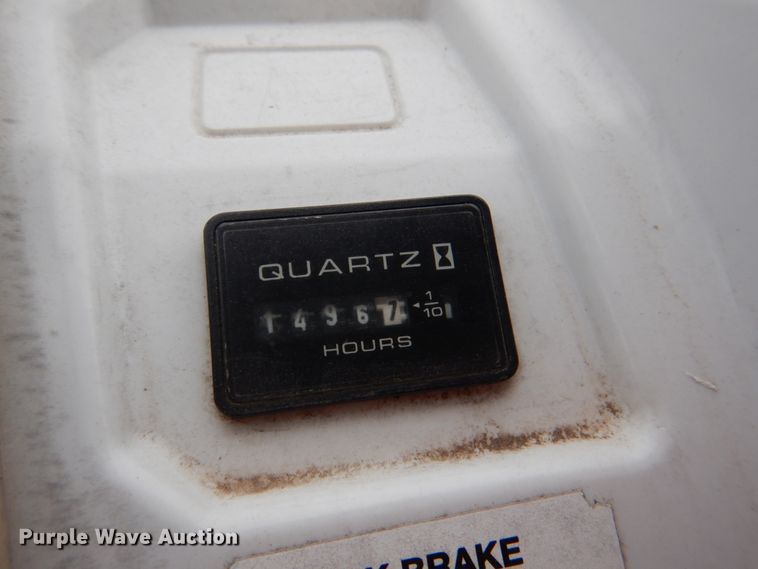 QUARTZ
14967 1/10
HOURS
BRAKE
Purple Wave Auction